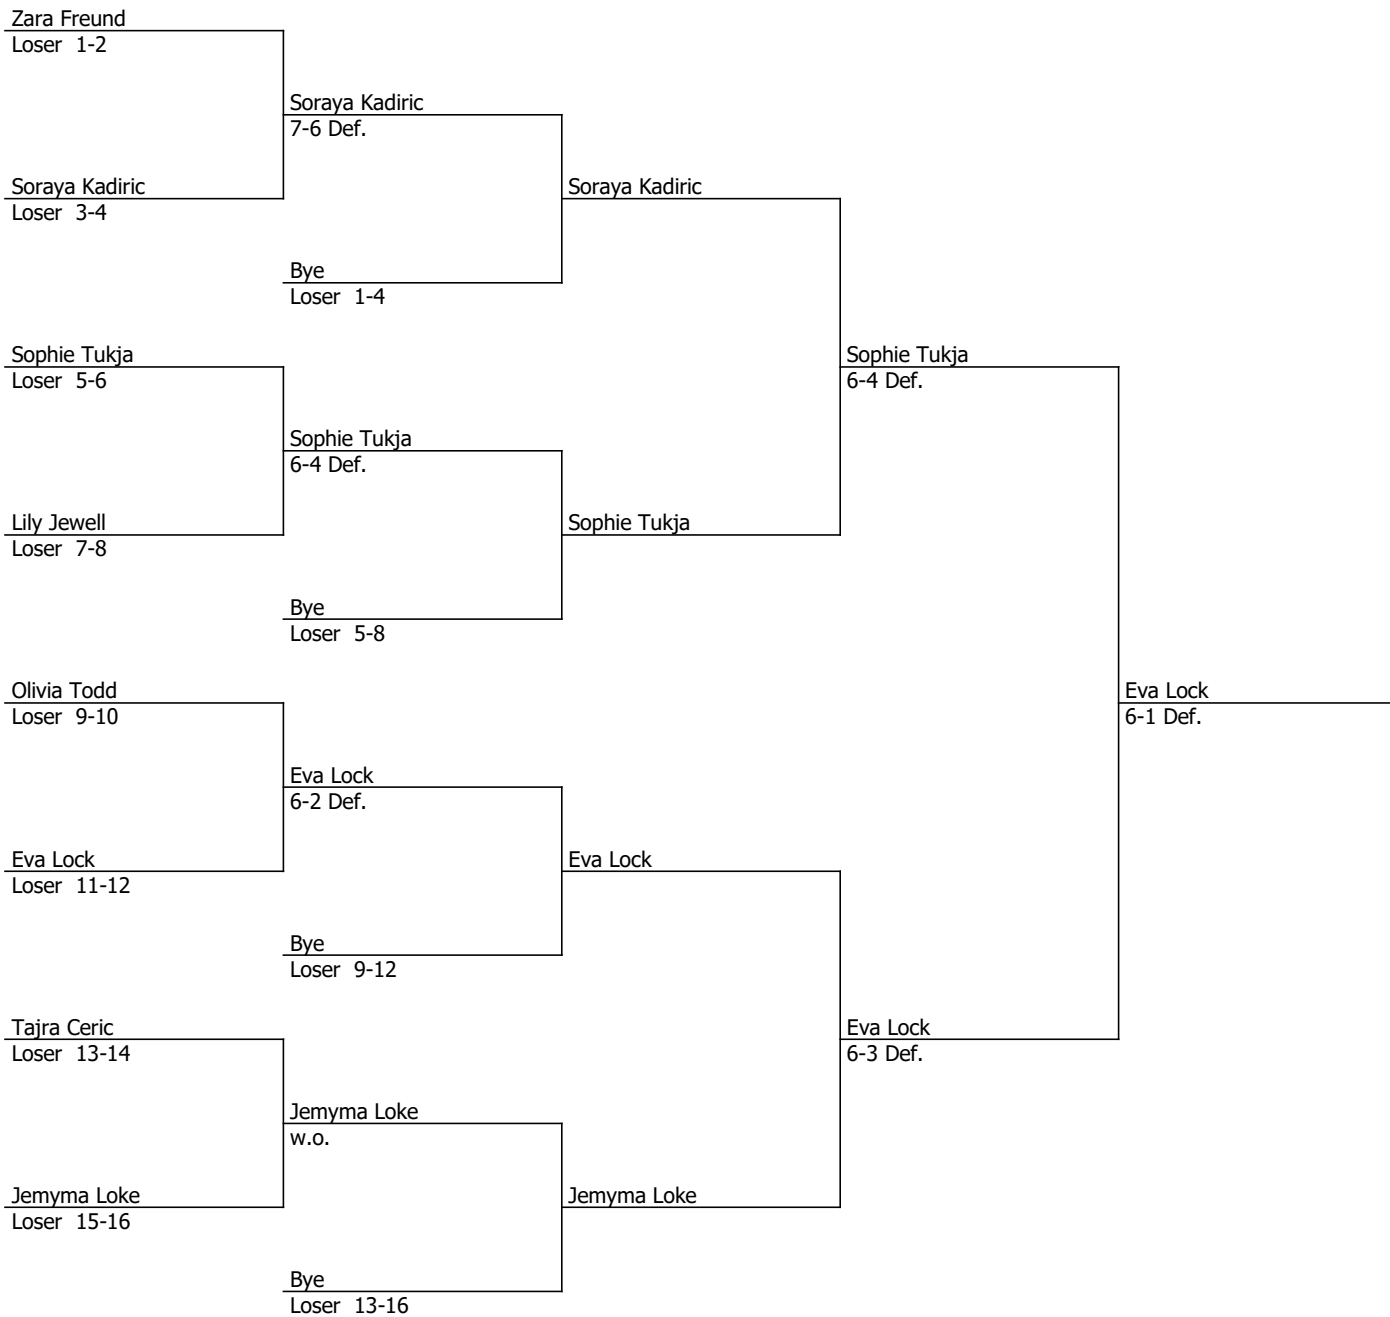 Zara Freund
Loser 1-2
Soraya Kadiric
7-6 Def.
Soraya Kadiric
Loser 3-4
Soraya Kadiric
Bye
Loser 1-4
Sophie Tukja
Loser 5-6
Sophie Tukja
6-4 Def.
Sophie Tukja
6-4 Def.
Lily Jewell
Loser 7-8
Sophie Tukja
Bye
Loser 5-8
Olivia Todd
Loser 9-10
Eva Lock
6-1 Def.
Eva Lock
6-2 Def.
Eva Lock
Loser 11-12
Eva Lock
Bye
Loser 9-12
Tajra Ceric
Loser 13-14
Eva Lock
6-3 Def.
Jemyma Loke
w.o.
Jemyma Loke
Loser 15-16
Jemyma Loke
Bye
Loser 13-16